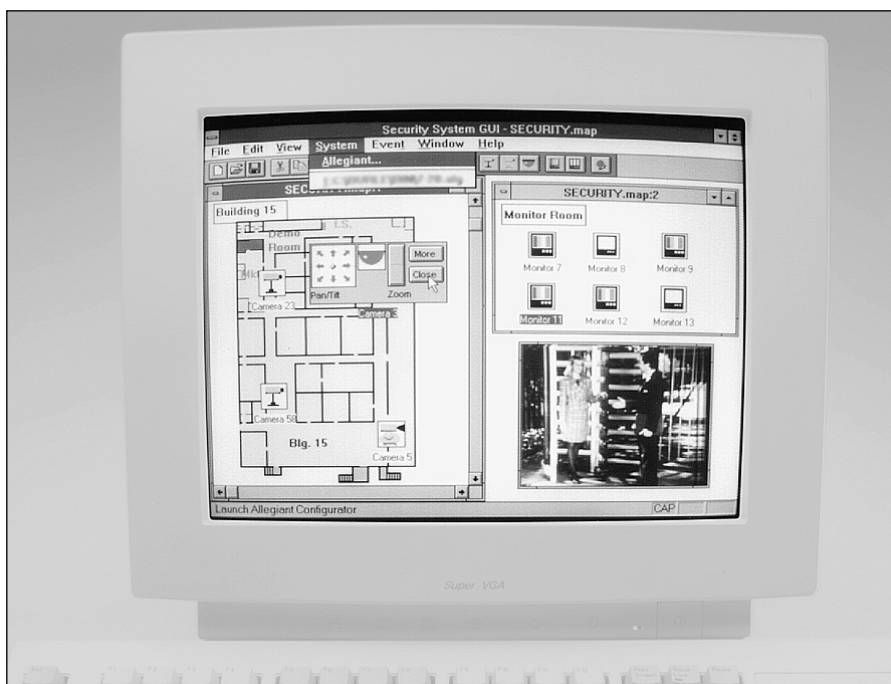 Security System GUI - SECURITY.map
File Edit View System Event Window Help
Allegiant...
SECURITY.map:2
Building 15
I.S.
Demo
Room
More
Close
Pan/Tilt
Zoom
Camera 23
Camera 3
Camera 58
Blg. 15
Camera 5
Monitor Room
Monitor 7 Monitor 8 Monitor 9
Monitor 11 Monitor 12 Monitor 13
Launch Allegiant Configurator
CAP
Super VGA